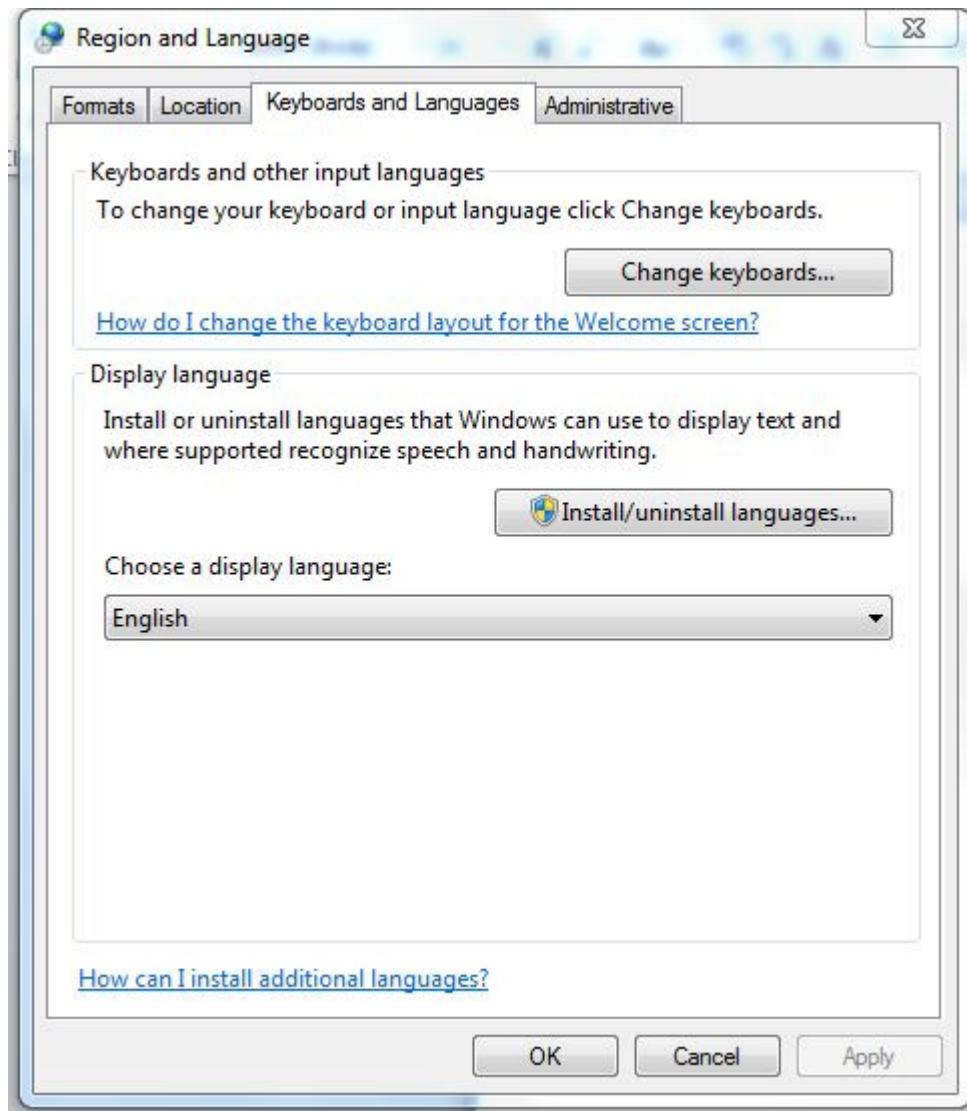 Region and Language
Formats Location Keyboards and Languages Administrative
Keyboards and other input languages
To change your keyboard or input language click Change keyboards.
Change keyboards...
How do I change the keyboard layout for the Welcome screen?
Display language
Install or uninstall languages that Windows can use to display text and
where supported recognize speech and handwriting.
Install/uninstall languages...
Choose a display language:
English
How can I install additional languages?
OK Cancel Apply